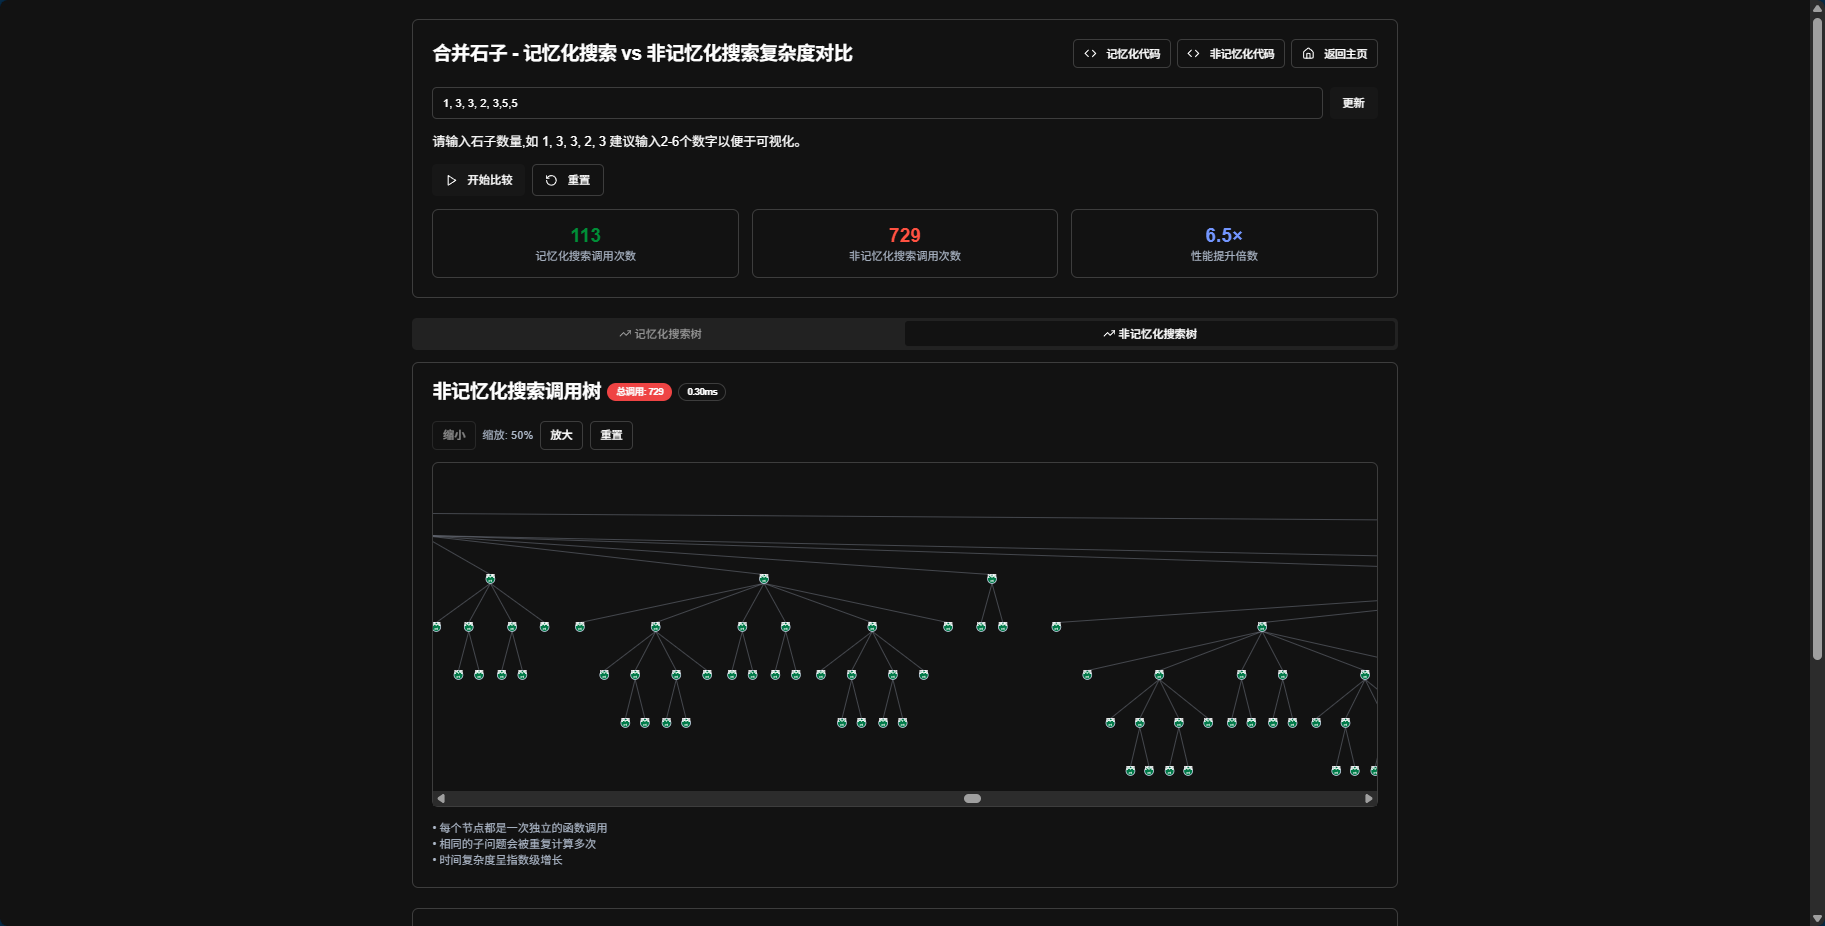 合并石子 - 记忆化搜索 vs 非记忆化搜索复杂度对比
记忆化代码
非记忆化代码
返回主页
1, 3, 3, 2, 3,5,5
更新
请输入石子数量,如 1, 3, 3, 2, 3 建议输入2-6个数字以便于可视化。
开始比较
重置
113
记忆化搜索调用次数
729
非记忆化搜索调用次数
6.5×
性能提升倍数
记忆化搜索树
非记忆化搜索树
非记忆化搜索调用树
总调用: 729
0.30ms
缩小
缩放: 50%
放大
重置
• 每个节点都是一次独立的函数调用
• 相同的子问题会被重复计算多次
• 时间复杂度呈指数级增长